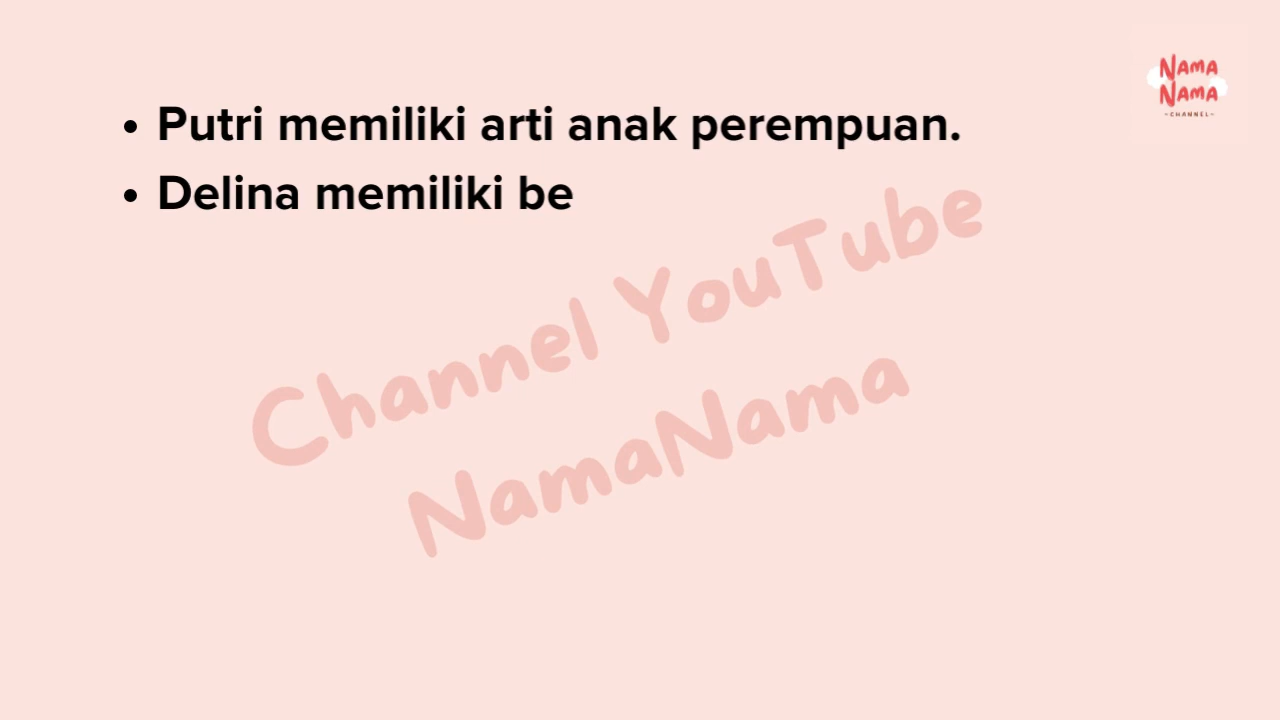 • Putri memiliki arti anak perempuan.
• Delina memiliki be
NAMA
NAMA
~CHANNEL~
Channel YouTube
NamaNama